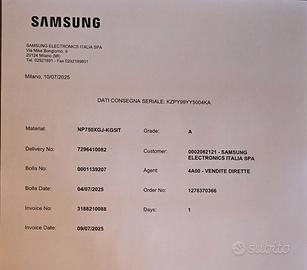 SAMSUNG
SAMSUNG ELECTRONICS ITALIA SPA
Via Mike Bongiorno, 9
20124 Milano (MI)
Tel. 02921891 - Fax 0292189801
Milano, 10/07/2025
DATI CONSEGNA SERIALE: KZPY99YY5004KA
Material: NP750XGJ-KGSIT Grade: A
Delivery No: 7296410082 Customer: 0002082121 - SAMSUNG
ELECTRONICS ITALIA SPA
Bolla No: 0001139207 Agent: 4A00 - VENDITE DIRETTE
Bolla Date: 04/07/2025 Order No: 1278370366
Invoice No: 3188210088 Days: 1
Invoice Date: 09/07/2025
subito